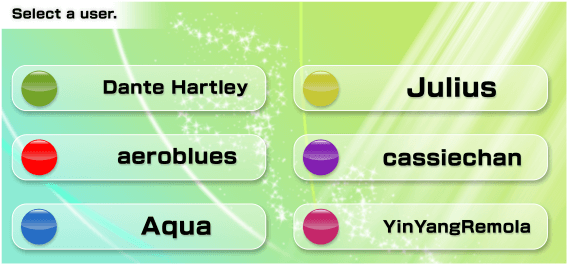 Select a user.
Dante Hartley
Julius
aeroblues
cassiechan
Aqua
YinYangRemola